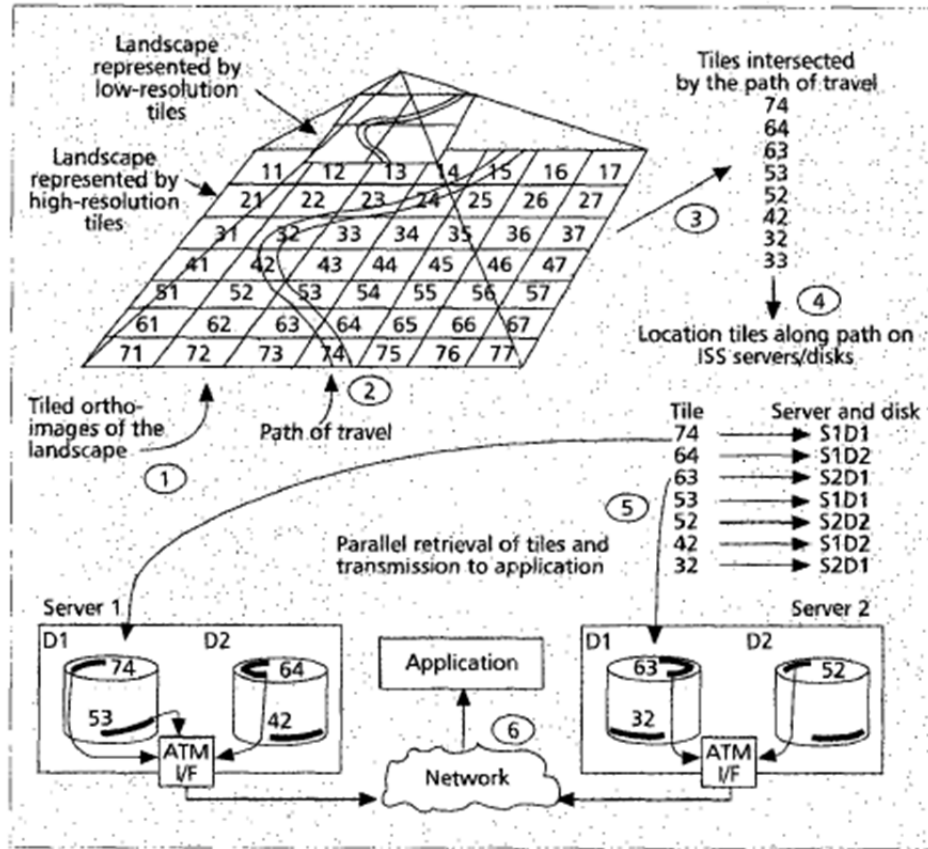 Landscape
represented by
low-resolution
tiles
Landscape
represented by
high-resolution
tiles
11 12 13 14 15 16 17
21 22 23 24 25 26 27
31 32 33 34 35 36 37
41 42 43 44 45 46 47
51 52 53 54 55 56 57
61 62 63 64 65 66 67
71 72 73 74 75 76 77
Tiled ortho-
images of the
landscape
1
Path of travel
2
3
Tiles intersected
by the path of travel
74
64
63
53
52
42
32
33
4
Location tiles along path on
ISS servers/disks
Tile Server and disk
74 S1D1
64 S1D2
63 S2D1
53 S1D1
52 S2D2
42 S1D2
32 S2D1
5
Parallel retrieval of tiles and
transmission to application
Server 1
D1 D2
74 64
53 42
ATM
I/F
Application
6
Network
Server 2
D1 D2
63 52
32
ATM
I/F